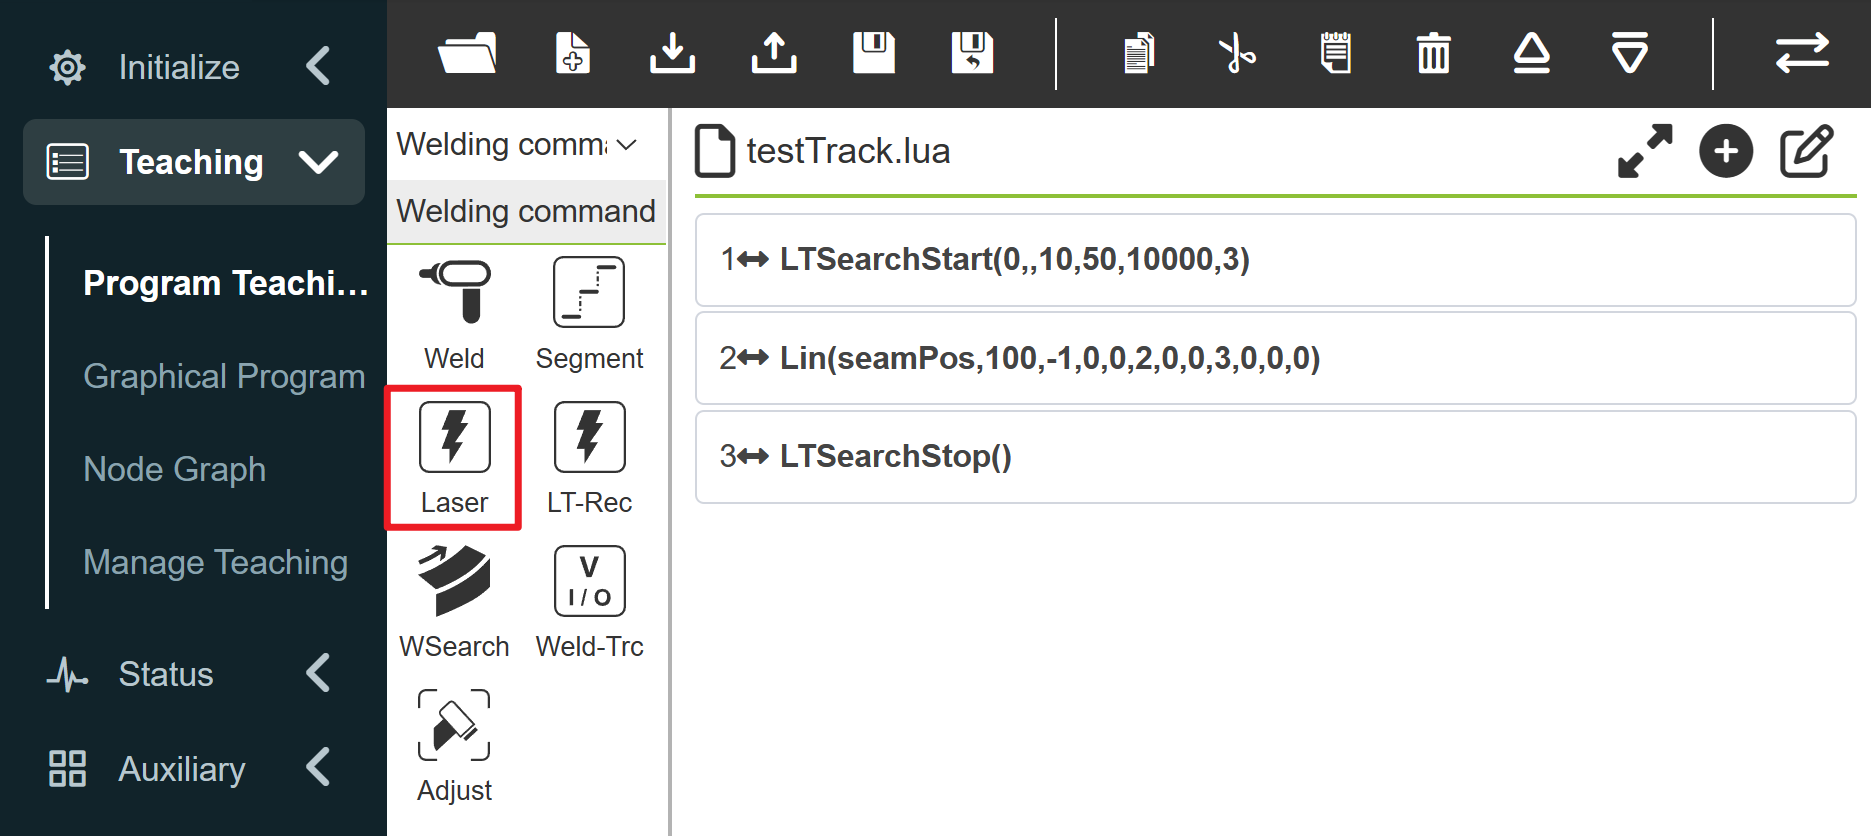 Initialize
Teaching
Program Teachi...
Graphical Program
Node Graph
Manage Teaching
Status
Auxiliary
Welding comma
Welding command
Weld
Segment
Laser
LT-Rec
WSearch
V
I/O
Weld-Trc
Adjust
testTrack.lua
1 LTSearchStart(0,,10,50,10000,3)
2 Lin(seamPos,100,-1,0,0,2,0,0,3,0,0,0)
3 LTSearchStop()